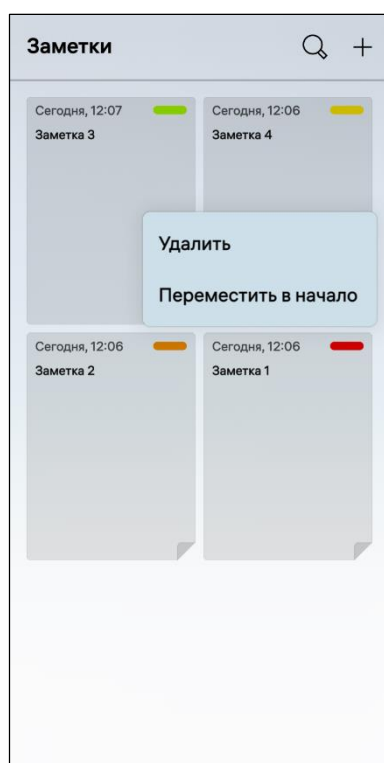 Заметки
Сегодня, 12:07
Заметка 3
Сегодня, 12:06
Заметка 4
Удалить
Переместить в начало
Сегодня, 12:06
Заметка 2
Сегодня, 12:06
Заметка 1